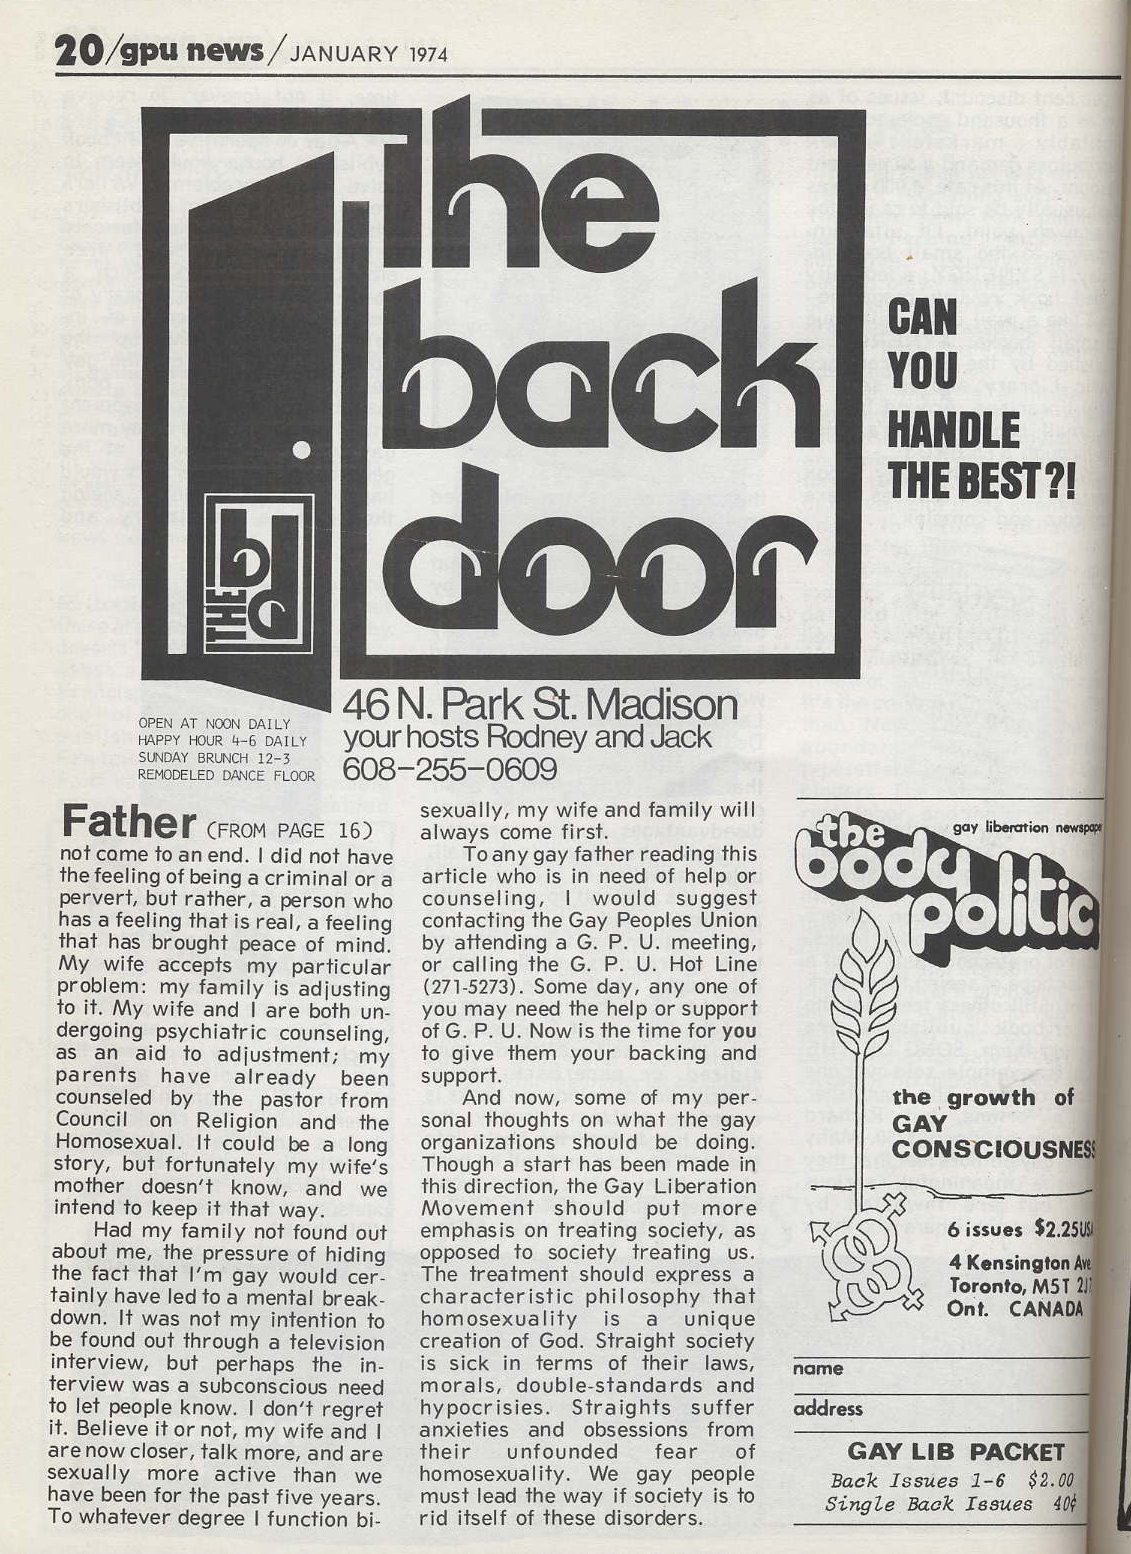 20/gpu news/JANUARY 1974
The
back
door
THE bd
CAN
YOU
HANDLE
THE BEST?!
46 N. Park St. Madison
your hosts Rodney and Jack
608-255-0609
OPEN AT NOON DAILY
HAPPY HOUR 4-6 DAILY
SUNDAY BRUNCH 12-3
REMODELED DANCE FLOOR
Father (FROM PAGE 16)
not come to an end. I did not have
the feeling of being a criminal or a
pervert, but rather, a person who
has a feeling that is real, a feeling
that has brought peace of mind.
My wife accepts my particular
problem: my family is adjusting
to it. My wife and I are both un-
dergoing psychiatric counseling,
as an aid to adjustment; my
parents have already been
counseled by the pastor from
Council on Religion and the
Homosexual. It could be a long
story, but fortunately my wife's
mother doesn't know, and we
intend to keep it that way.
Had my family not found out
about me, the pressure of hiding
the fact that I'm gay would cer-
tainly have led to a mental break-
down. It was not my intention to
be found out through a television
interview, but perhaps the in-
terview was a subconscious need
to let people know. I don't regret
it. Believe it or not, my wife and I
are now closer, talk more, and are
sexually more active than we
have been for the past five years.
To whatever degree I function bi-
sexually, my wife and family will
always come first.
To any gay father reading this
article who is in need of help or
counseling, I would suggest
contacting the Gay Peoples Union
by attending a G. P. U. meeting,
or calling the G. P. U. Hot Line
(271-5273). Some day, any one of
you may need the help or support
of G. P. U. Now is the time for you
to give them your backing and
support.
And now, some of my per-
sonal thoughts on what the gay
organizations should be doing.
Though a start has been made in
this direction, the Gay Liberation
Movement should put more
emphasis on treating society, as
opposed to society treating us.
The treatment should express a
characteristic philosophy that
homosexuality is a unique
creation of God. Straight society
is sick in terms of their laws,
morals, double-standards and
hypocrisies. Straights suffer
anxieties and obsessions from
their unfounded fear of
homosexuality. We gay people
must lead the way if society is to
rid itself of these disorders.
the gay liberation newspaper
body
politic
the growth of
GAY
CONSCIOUSNESS
6 issues $2.25 USA
4 Kensington Ave
Toronto, M5T 2J7
Ont. CANADA
name
address
GAY LIB PACKET
Back Issues 1-6 $2.00
Single Back Issues 40¢